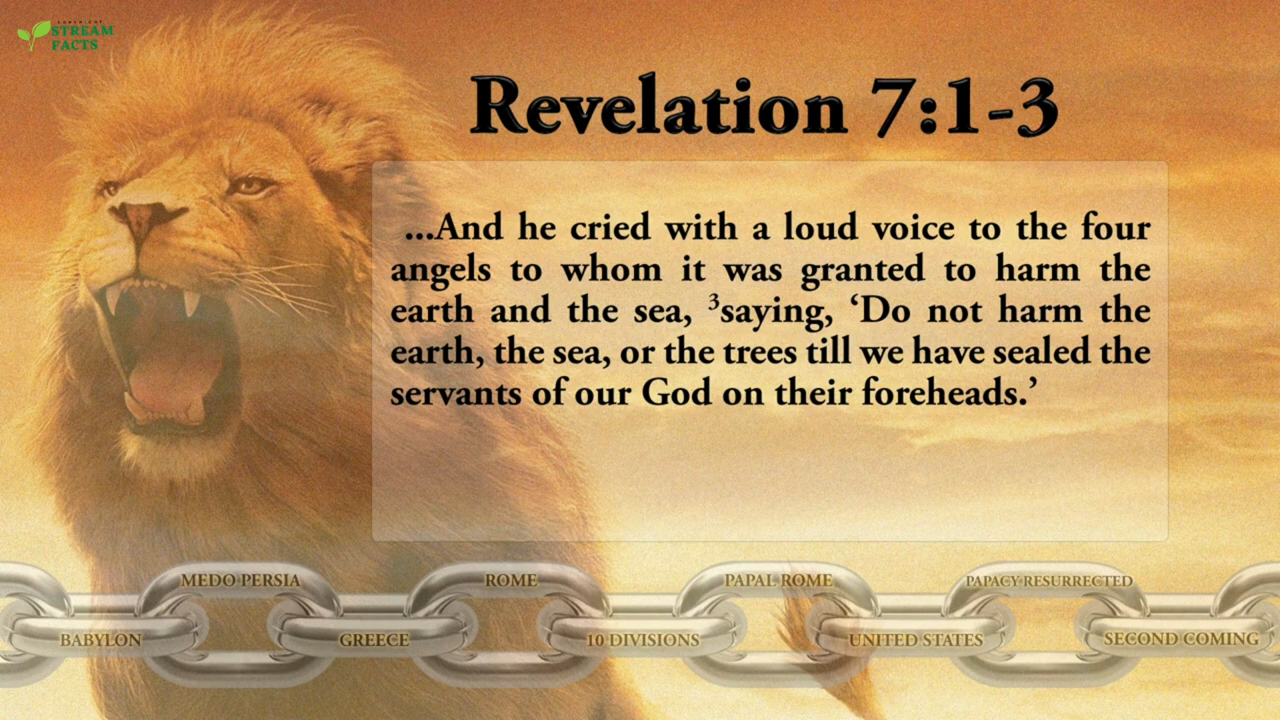 STREAM
FACTS
Revelation 7:1-3
...And he cried with a loud voice to the four
angels to whom it was granted to harm the
earth and the sea, ³saying, ‘Do not harm the
earth, the sea, or the trees till we have sealed the
servants of our God on their foreheads.’
MEDO PERSIA
ROME
PAPAL ROME
PAPACY RESURRECTED
BABYLON
GREECE
10 DIVISIONS
UNITED STATES
SECOND COMING